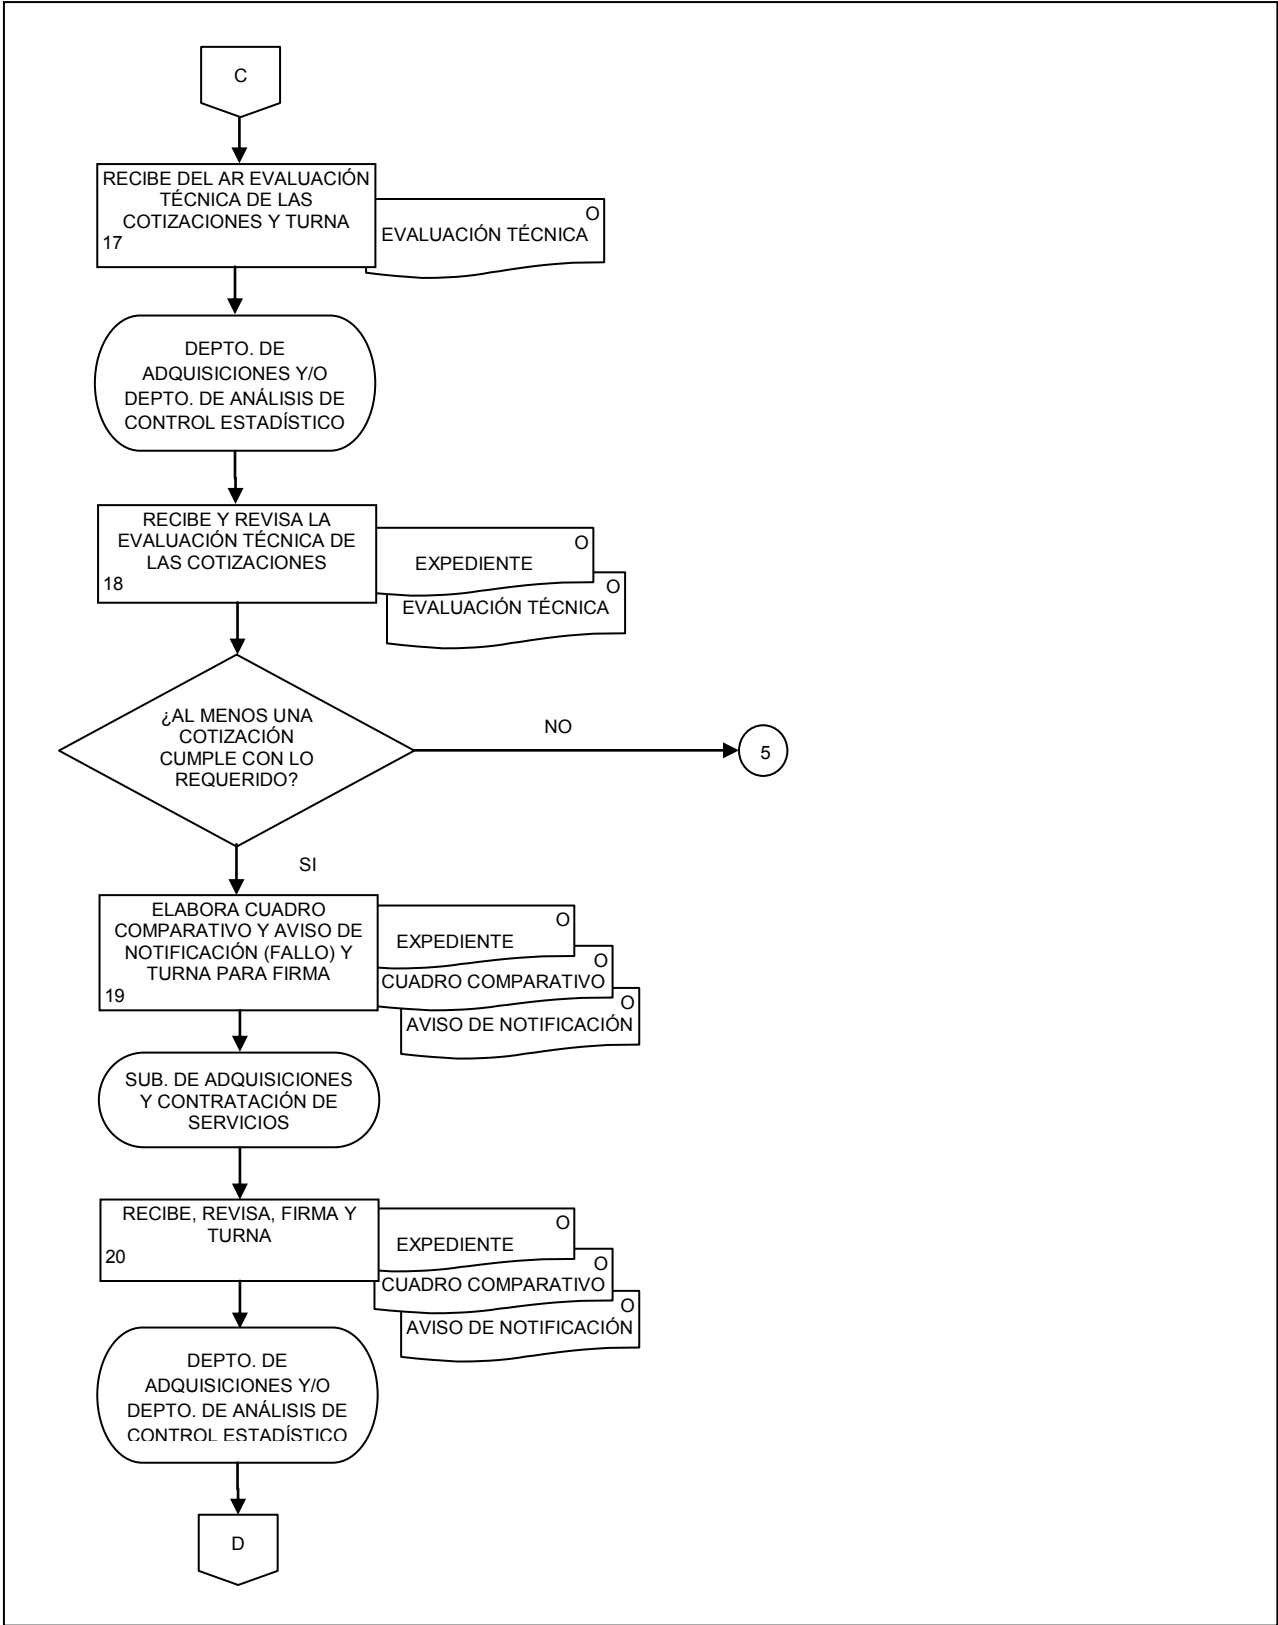 C
RECIBE DEL AR EVALUACIÓN
TÉCNICA DE LAS
COTIZACIONES Y TURNA
17
O
EVALUACIÓN TÉCNICA
DEPTO. DE
ADQUISICIONES Y/O
DEPTO. DE ANÁLISIS DE
CONTROL ESTADÍSTICO
RECIBE Y REVISA LA
EVALUACIÓN TÉCNICA DE
LAS COTIZACIONES
18
O
EXPEDIENTE
O
EVALUACIÓN TÉCNICA
¿AL MENOS UNA
COTIZACIÓN
CUMPLE CON LO
REQUERIDO?
NO
5
SI
ELABORA CUADRO
COMPARATIVO Y AVISO DE
NOTIFICACIÓN (FALLO) Y
TURNA PARA FIRMA
19
O
EXPEDIENTE
O
CUADRO COMPARATIVO
O
AVISO DE NOTIFICACIÓN
SUB. DE ADQUISICIONES
Y CONTRATACIÓN DE
SERVICIOS
RECIBE, REVISA, FIRMA Y
TURNA
20
O
EXPEDIENTE
O
CUADRO COMPARATIVO
O
AVISO DE NOTIFICACIÓN
DEPTO. DE
ADQUISICIONES Y/O
DEPTO. DE ANÁLISIS DE
CONTROL ESTADÍSTICO
D